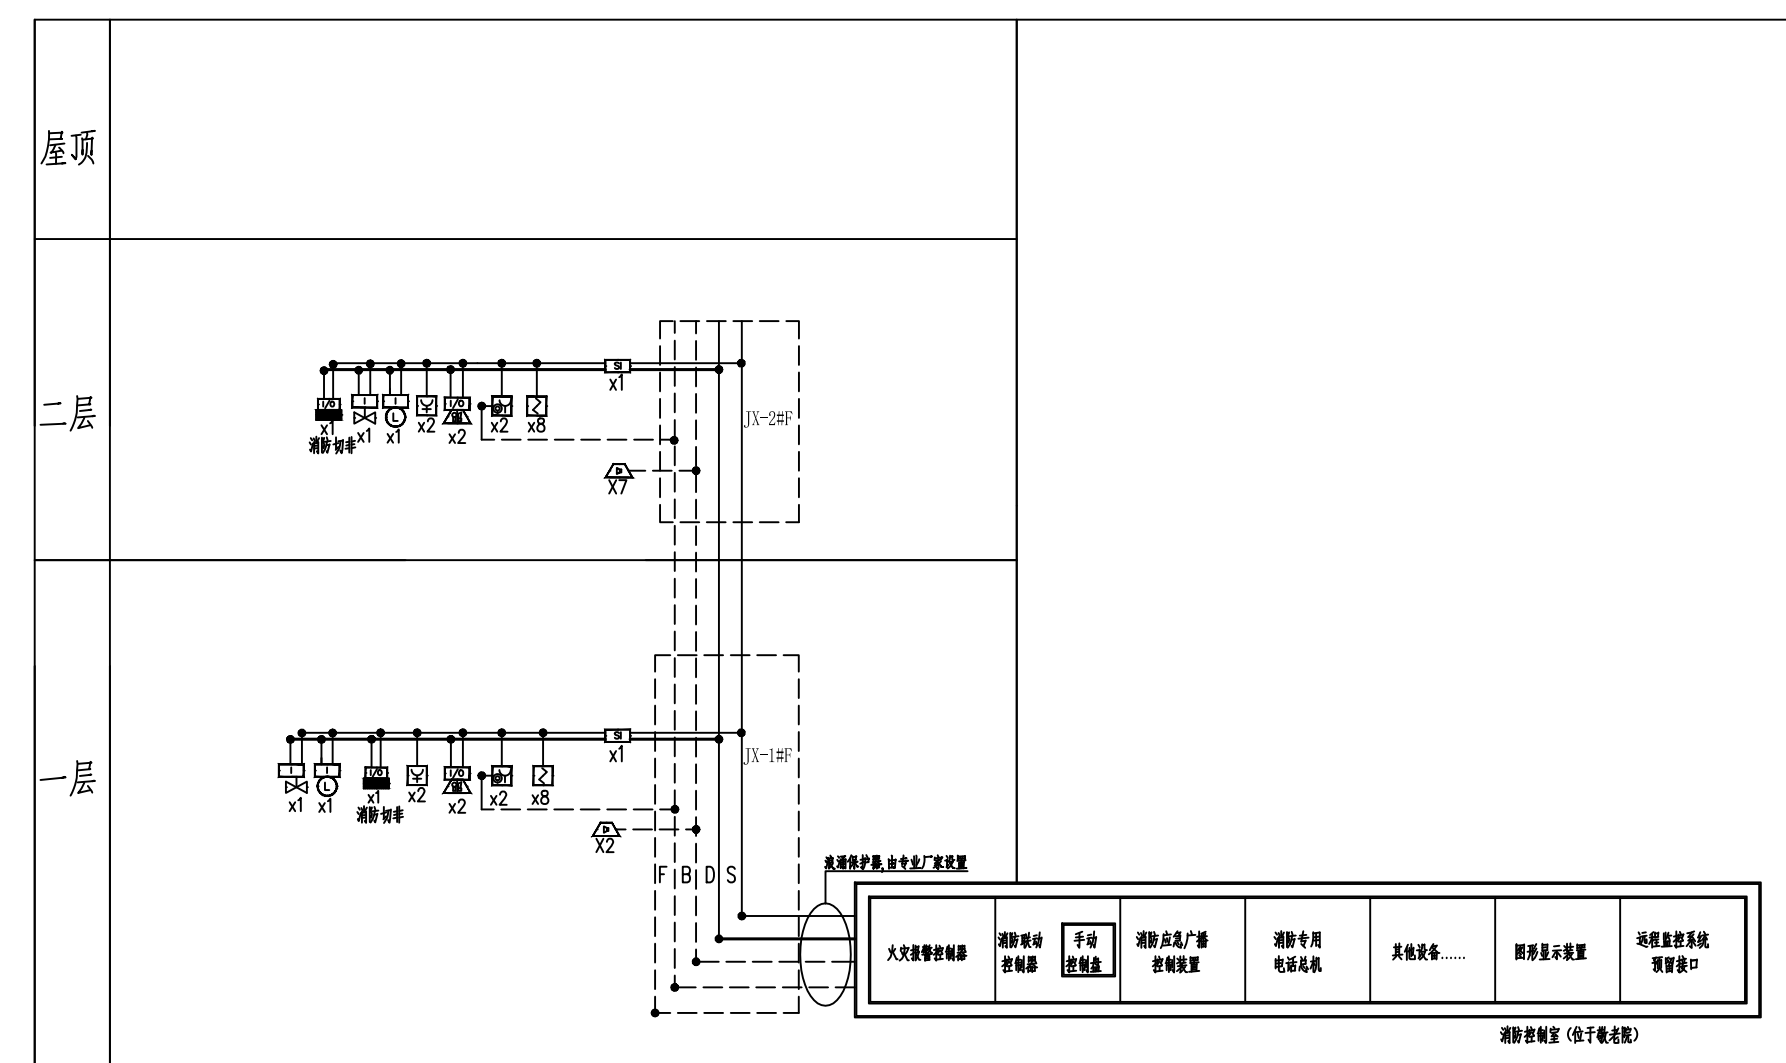 屋顶
二层
SI
x1
JX-2#F
I/O
I
I
L
I/O
x1
x1
x1
x2
x2
x2
x8
消防切非
X7
一层
SI
x1
JX-1#F
I
I
L
I/O
I/O
x1
x1
x1
x2
x2
x2
x8
消防切非
X2
F B D S
浪涌保护器,由专业厂家设置
火灾报警控制器
消防联动
控制器
手动
控制盘
消防应急广播
控制装置
消防专用
电话总机
其他设备......
图形显示装置
远程监控系统
预留接口
消防控制室（位于敬老院）